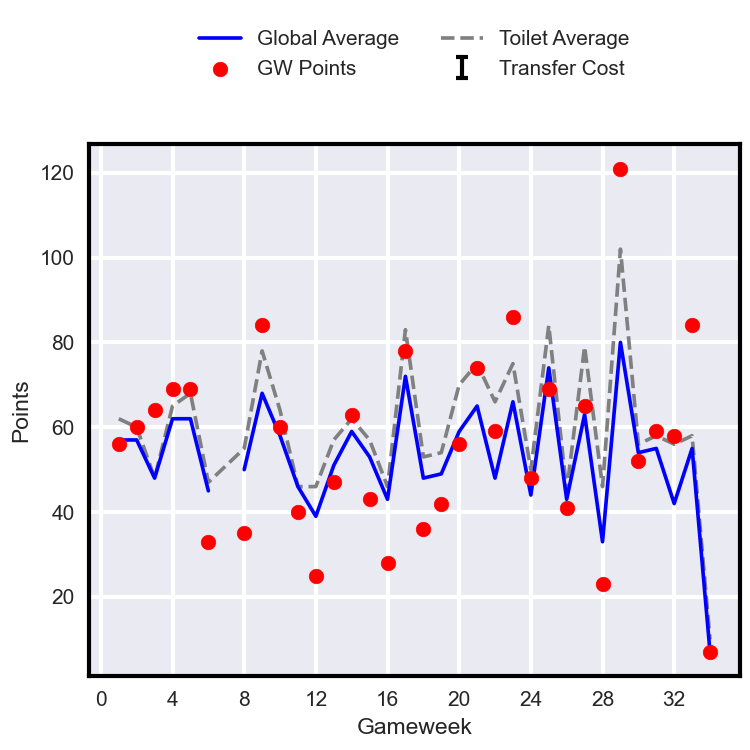 Global Average
GW Points
Toilet Average
Transfer Cost
120
100
80
60
40
20
Points
0 4 8 12 16 20 24 28 32
Gameweek